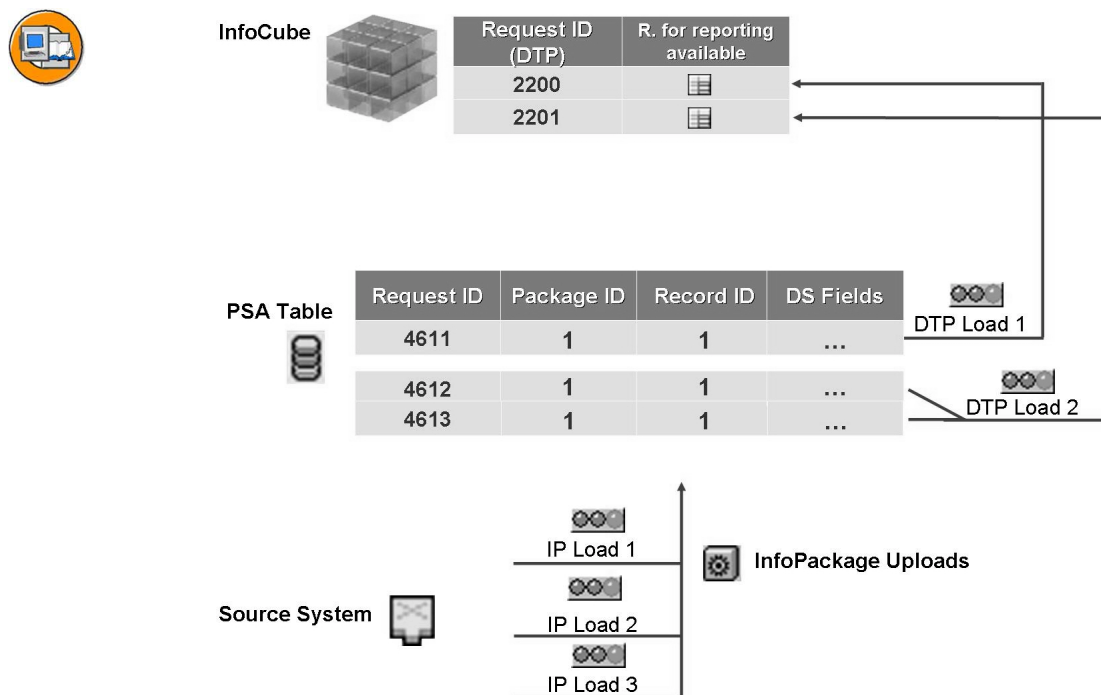 InfoCube
Request ID
(DTP)
R. for reporting
available
2200
2201
PSA Table
Request ID Package ID Record ID DS Fields
4611 1 1 ...
4612 1 1 ...
4613 1 1 ...
DTP Load 1
DTP Load 2
IP Load 1
InfoPackage Uploads
Source System
IP Load 2
IP Load 3